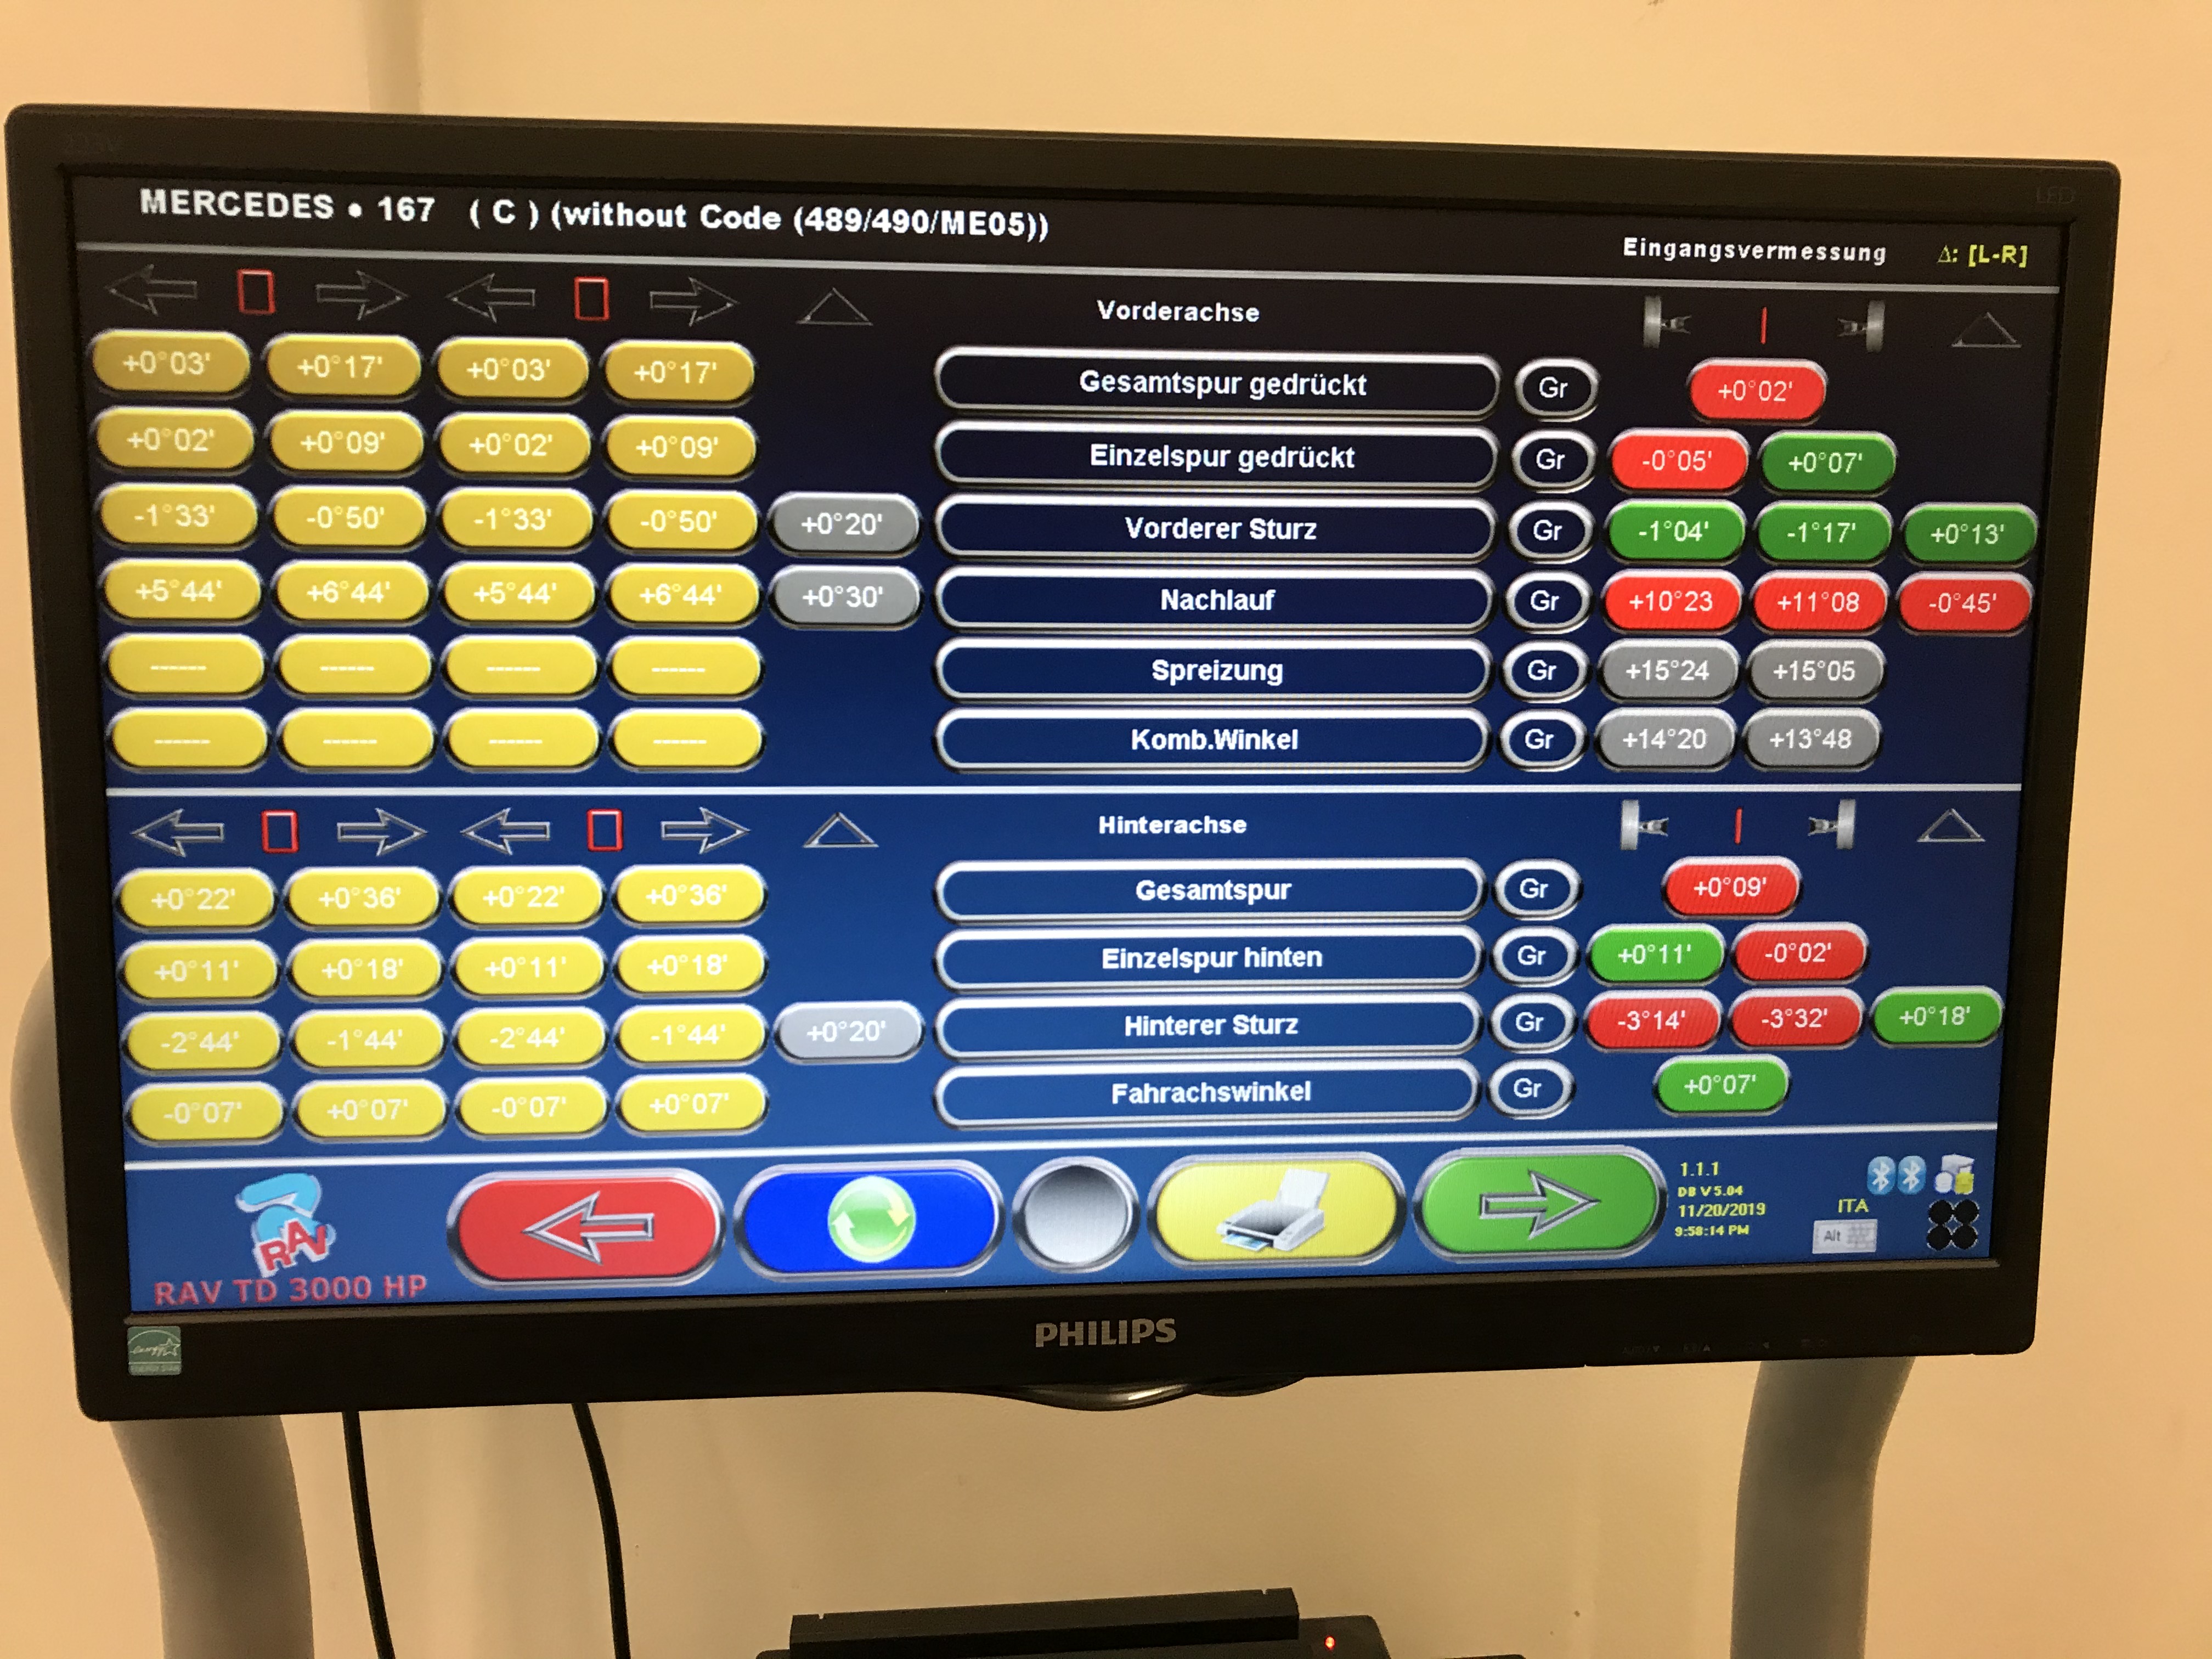 MERCEDES • 167 ( C ) (without Code (489/490/ME05))
Eingangsvermessung Δ: [L-R]
Vorderachse
+0°03' +0°17' +0°03' +0°17' Gesamtspur gedrückt Gr +0°02'
+0°02' +0°09' +0°02' +0°09' Einzelspur gedrückt Gr -0°05' +0°07'
-1°33' -0°50' -1°33' -0°50' +0°20' Vorderer Sturz Gr -1°04' -1°17' +0°13'
+5°44' +6°44' +5°44' +6°44' +0°30' Nachlauf Gr +10°23 +11°08 -0°45'
------ ------ ------ ------ Spreizung Gr +15°24 +15°05
------ ------ ------ ------ Komb.Winkel Gr +14°20 +13°48
Hinterachse
+0°22' +0°36' +0°22' +0°36' Gesamtspur Gr +0°09'
+0°11' +0°18' +0°11' +0°18' Einzelspur hinten Gr +0°11' -0°02'
-2°44' -1°44' -2°44' -1°44' +0°20' Hinterer Sturz Gr -3°14' -3°32' +0°18'
-0°07' +0°07' -0°07' +0°07' Fahrachswinkel Gr +0°07'
RAV
RAV TD 3000 HP
1.1.1
DB V 5.04
11/20/2019
9:58:14 PM
ITA
Alt
PHILIPS
LED